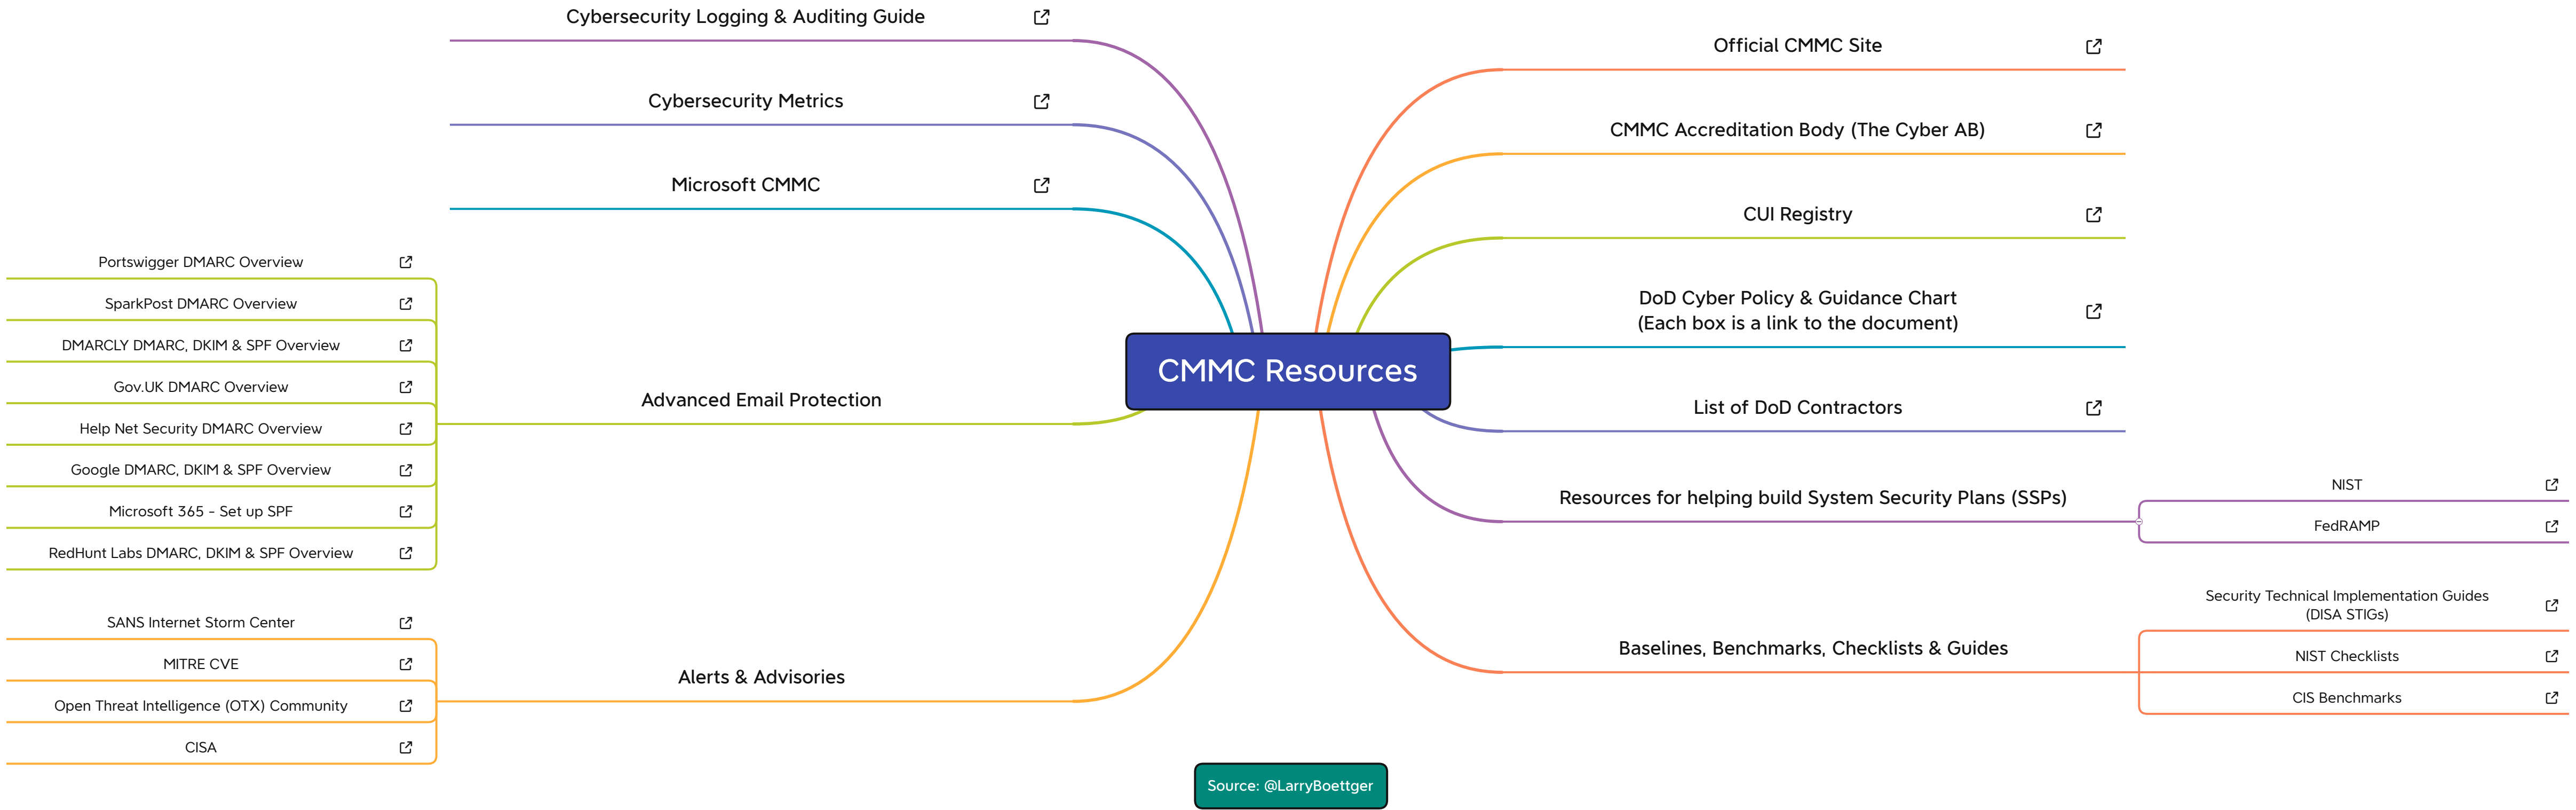 Cybersecurity Logging & Auditing Guide
Cybersecurity Metrics
Microsoft CMMC
Portswigger DMARC Overview
SparkPost DMARC Overview
DMARCLY DMARC, DKIM & SPF Overview
Gov.UK DMARC Overview
Help Net Security DMARC Overview
Google DMARC, DKIM & SPF Overview
Microsoft 365 - Set up SPF
RedHunt Labs DMARC, DKIM & SPF Overview
Advanced Email Protection
SANS Internet Storm Center
MITRE CVE
Open Threat Intelligence (OTX) Community
CISA
Alerts & Advisories
CMMC Resources
Official CMMC Site
CMMC Accreditation Body (The Cyber AB)
CUI Registry
DoD Cyber Policy & Guidance Chart
(Each box is a link to the document)
List of DoD Contractors
Resources for helping build System Security Plans (SSPs)
NIST
FedRAMP
Baselines, Benchmarks, Checklists & Guides
Security Technical Implementation Guides
(DISA STIGs)
NIST Checklists
CIS Benchmarks
Source: @LarryBoettger